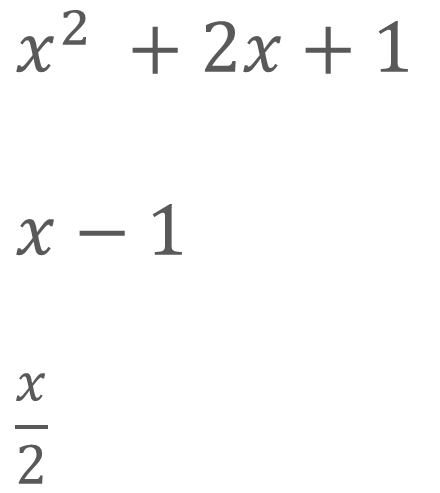 x² + 2x + 1
x − 1
x
2